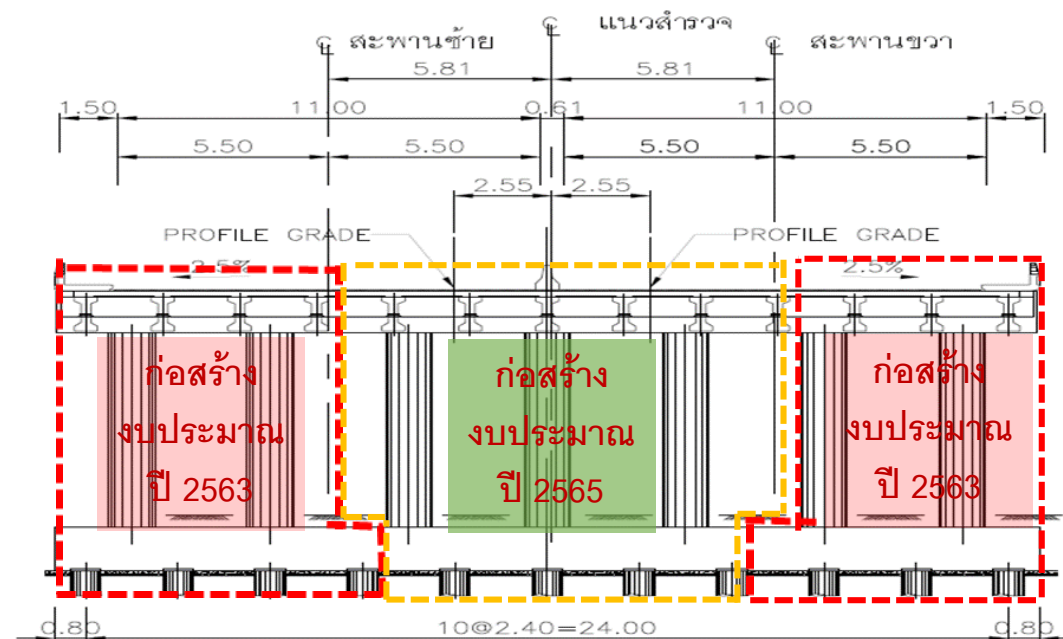 ℄ สะพานซ้าย
℄ แนวสำรวจ
℄ สะพานขวา
5.81
5.81
1.50
11.00
0.61
11.00
1.50
5.50
5.50
5.50
5.50
2.55
2.55
PROFILE GRADE
PROFILE GRADE
2.5%
2.5%
ก่อสร้าง
งบประมาณ
ปี 2563
ก่อสร้าง
งบประมาณ
ปี 2565
ก่อสร้าง
งบประมาณ
ปี 2563
0.80
10@2.40=24.00
0.80